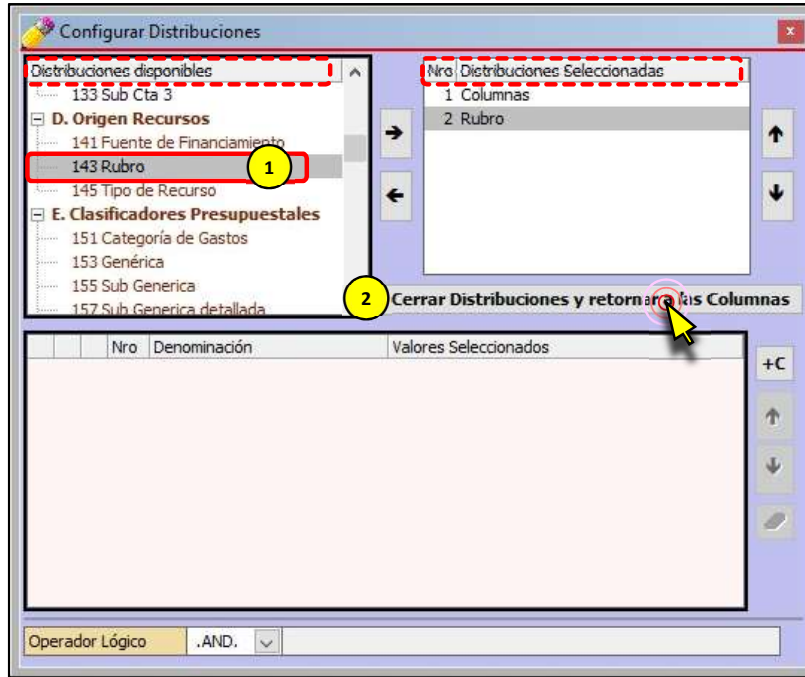 Configurar Distribuciones
x
Distribuciones disponibles
133 Sub Cta 3
D. Origen Recursos
141 Fuente de Financiamiento
143 Rubro
1
145 Tipo de Recurso
E. Clasificadores Presupuestales
151 Categoría de Gastos
153 Genérica
155 Sub Generica
157 Sub Generica detallada
Nro Distribuciones Seleccionadas
1 Columnas
2 Rubro
2
Cerrar Distribuciones y retornar a las Columnas
Nro Denominación Valores Seleccionados
+C
Operador Lógico .AND.